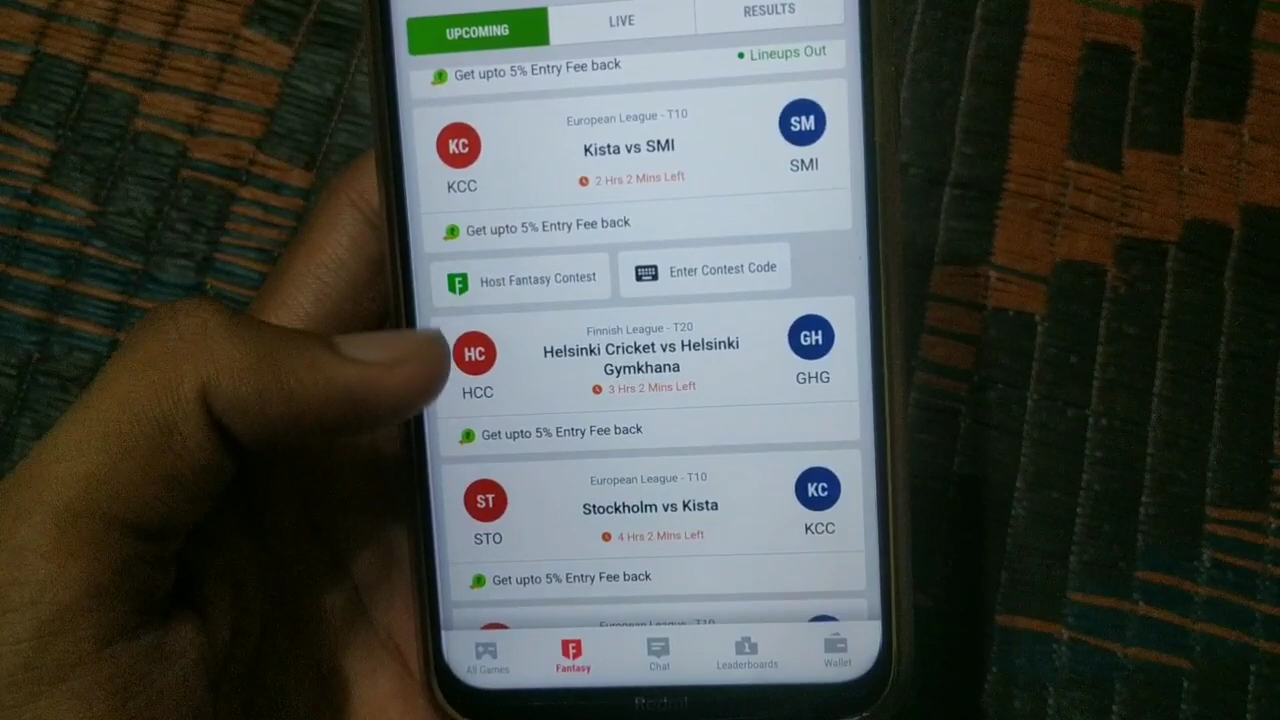 UPCOMING
LIVE
RESULTS
Get upto 5% Entry Fee back
Lineups Out
European League - T10
KC
Kista vs SMI
SM
KCC
2 Hrs 2 Mins Left
SMI
Get upto 5% Entry Fee back
Host Fantasy Contest
Enter Contest Code
Finnish League - T20
HC
Helsinki Cricket vs Helsinki
Gymkhana
GH
HCC
3 Hrs 2 Mins Left
GHG
Get upto 5% Entry Fee back
European League - T10
ST
Stockholm vs Kista
KC
STO
4 Hrs 2 Mins Left
KCC
Get upto 5% Entry Fee back
European League - T10
All Games
Fantasy
Chat
Leaderboards
Wallet
Redmi